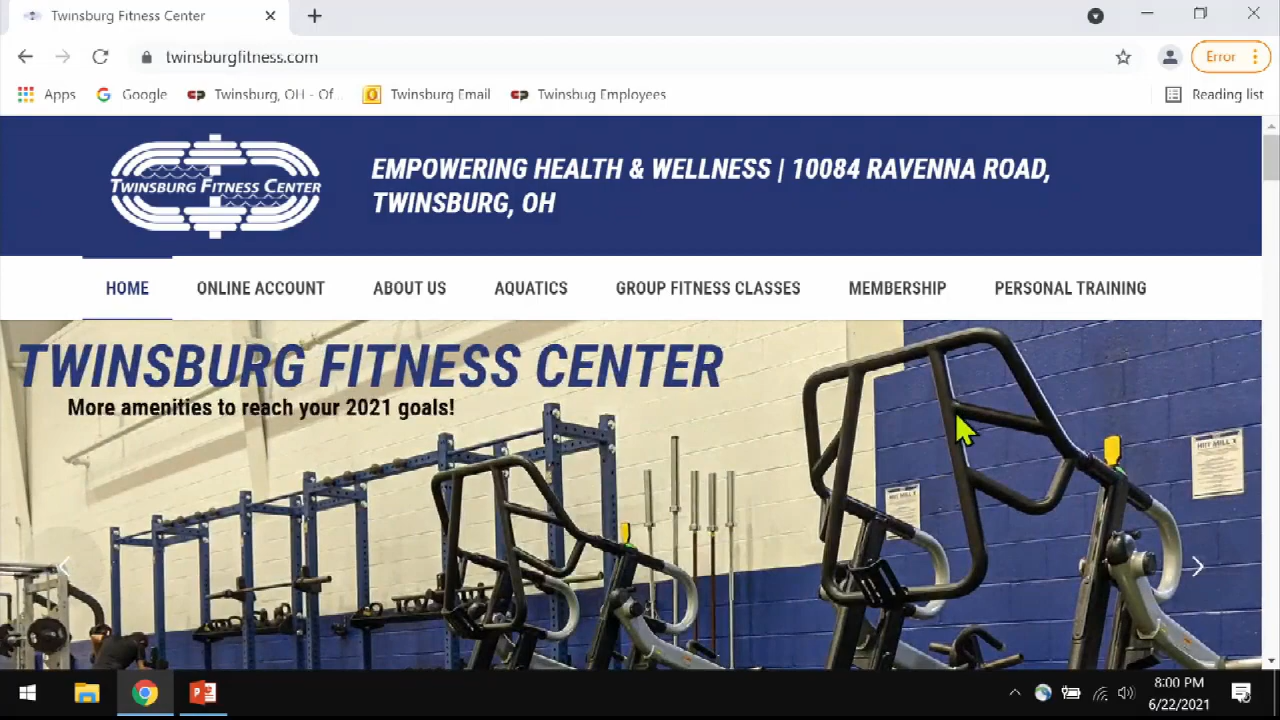 Twinsburg Fitness Center
twinsburgfitness.com
Error
Apps
Google
Twinsburg, OH - Of...
Twinsburg Email
Twinsbug Employees
Reading list
TWINSBURG FITNESS CENTER
EMPOWERING HEALTH & WELLNESS | 10084 RAVENNA ROAD,
TWINSBURG, OH
HOME
ONLINE ACCOUNT
ABOUT US
AQUATICS
GROUP FITNESS CLASSES
MEMBERSHIP
PERSONAL TRAINING
TWINSBURG FITNESS CENTER
More amenities to reach your 2021 goals!
8:00 PM
6/22/2021